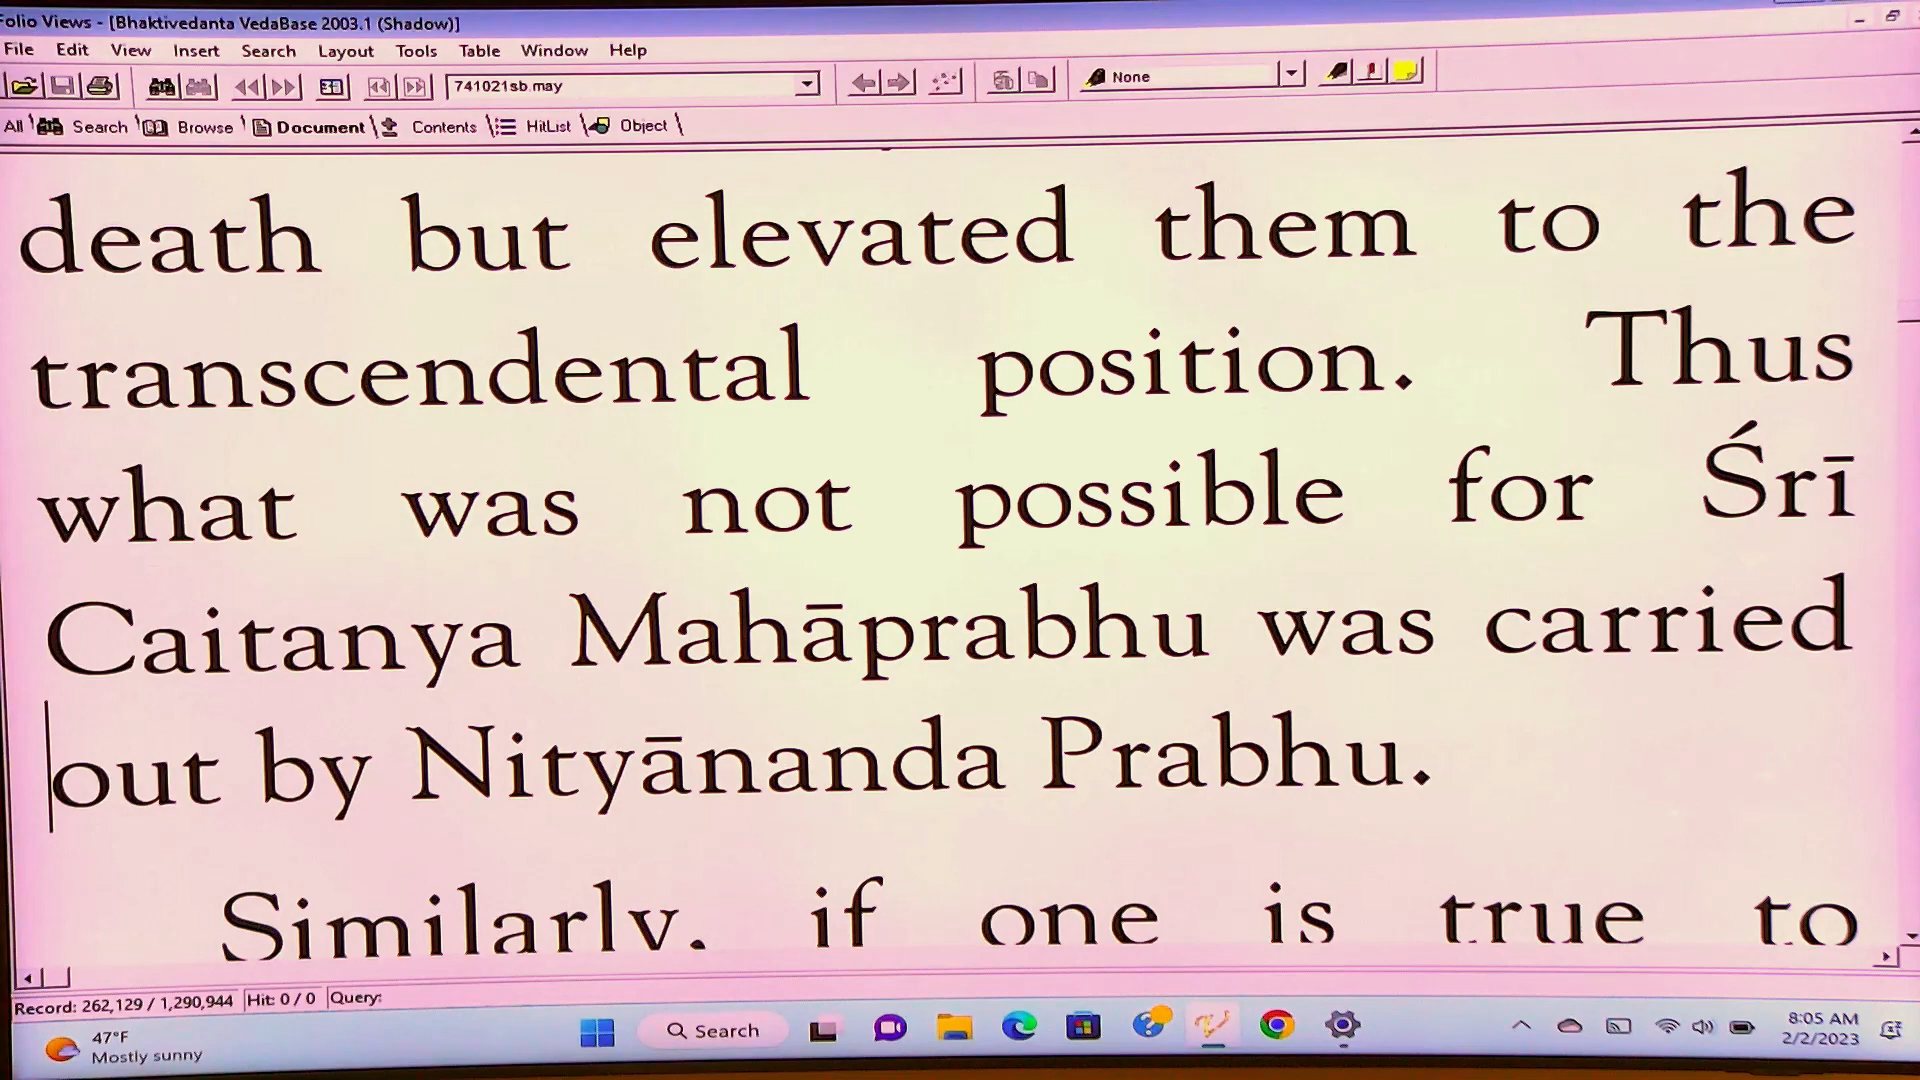 Folio Views - [Bhaktivedanta VedaBase 2003.1 (Shadow)]
File Edit View Insert Search Layout Tools Table Window Help
741021sb.may
None
All Search Browse Document Contents HitList Object
death but elevated them to the
transcendental position. Thus
what was not possible for Śrī
Caitanya Mahāprabhu was carried
out by Nityānanda Prabhu.
Similarly, if one is true to
Record: 262,129 / 1,290,944 Hit: 0 / 0 Query:
47°F
Mostly sunny
Search
8:05 AM
2/2/2023